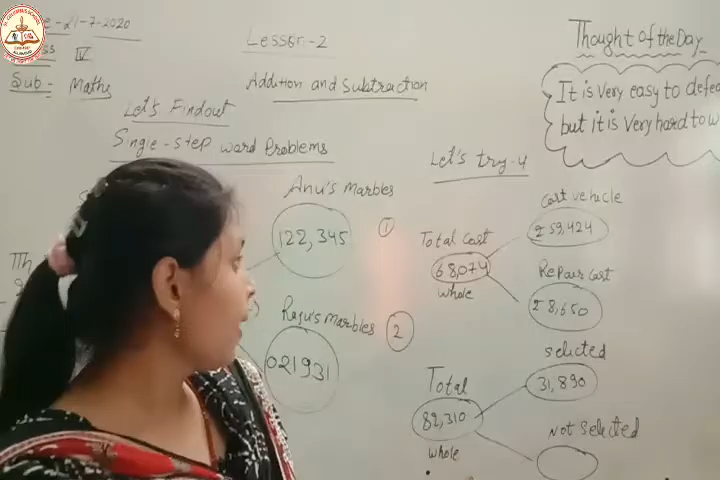 e-21-7-2020
ss IV
Sub- Maths
Lesson-2
Addition and Subtraction
Let's Findout
Single-step word Problems
Anu's Marbles
122,345
1
Raju's Marbles
2
021931
TTh
Let's try-4
Total Cost
68,074
whole
Cost vehicle
₹ 59,424
Repair Cost
₹ 8,650
Total
82,310
whole
selected
31,890
Not selected
Thought of the Day
It is very easy to defea
but it is very hard to w